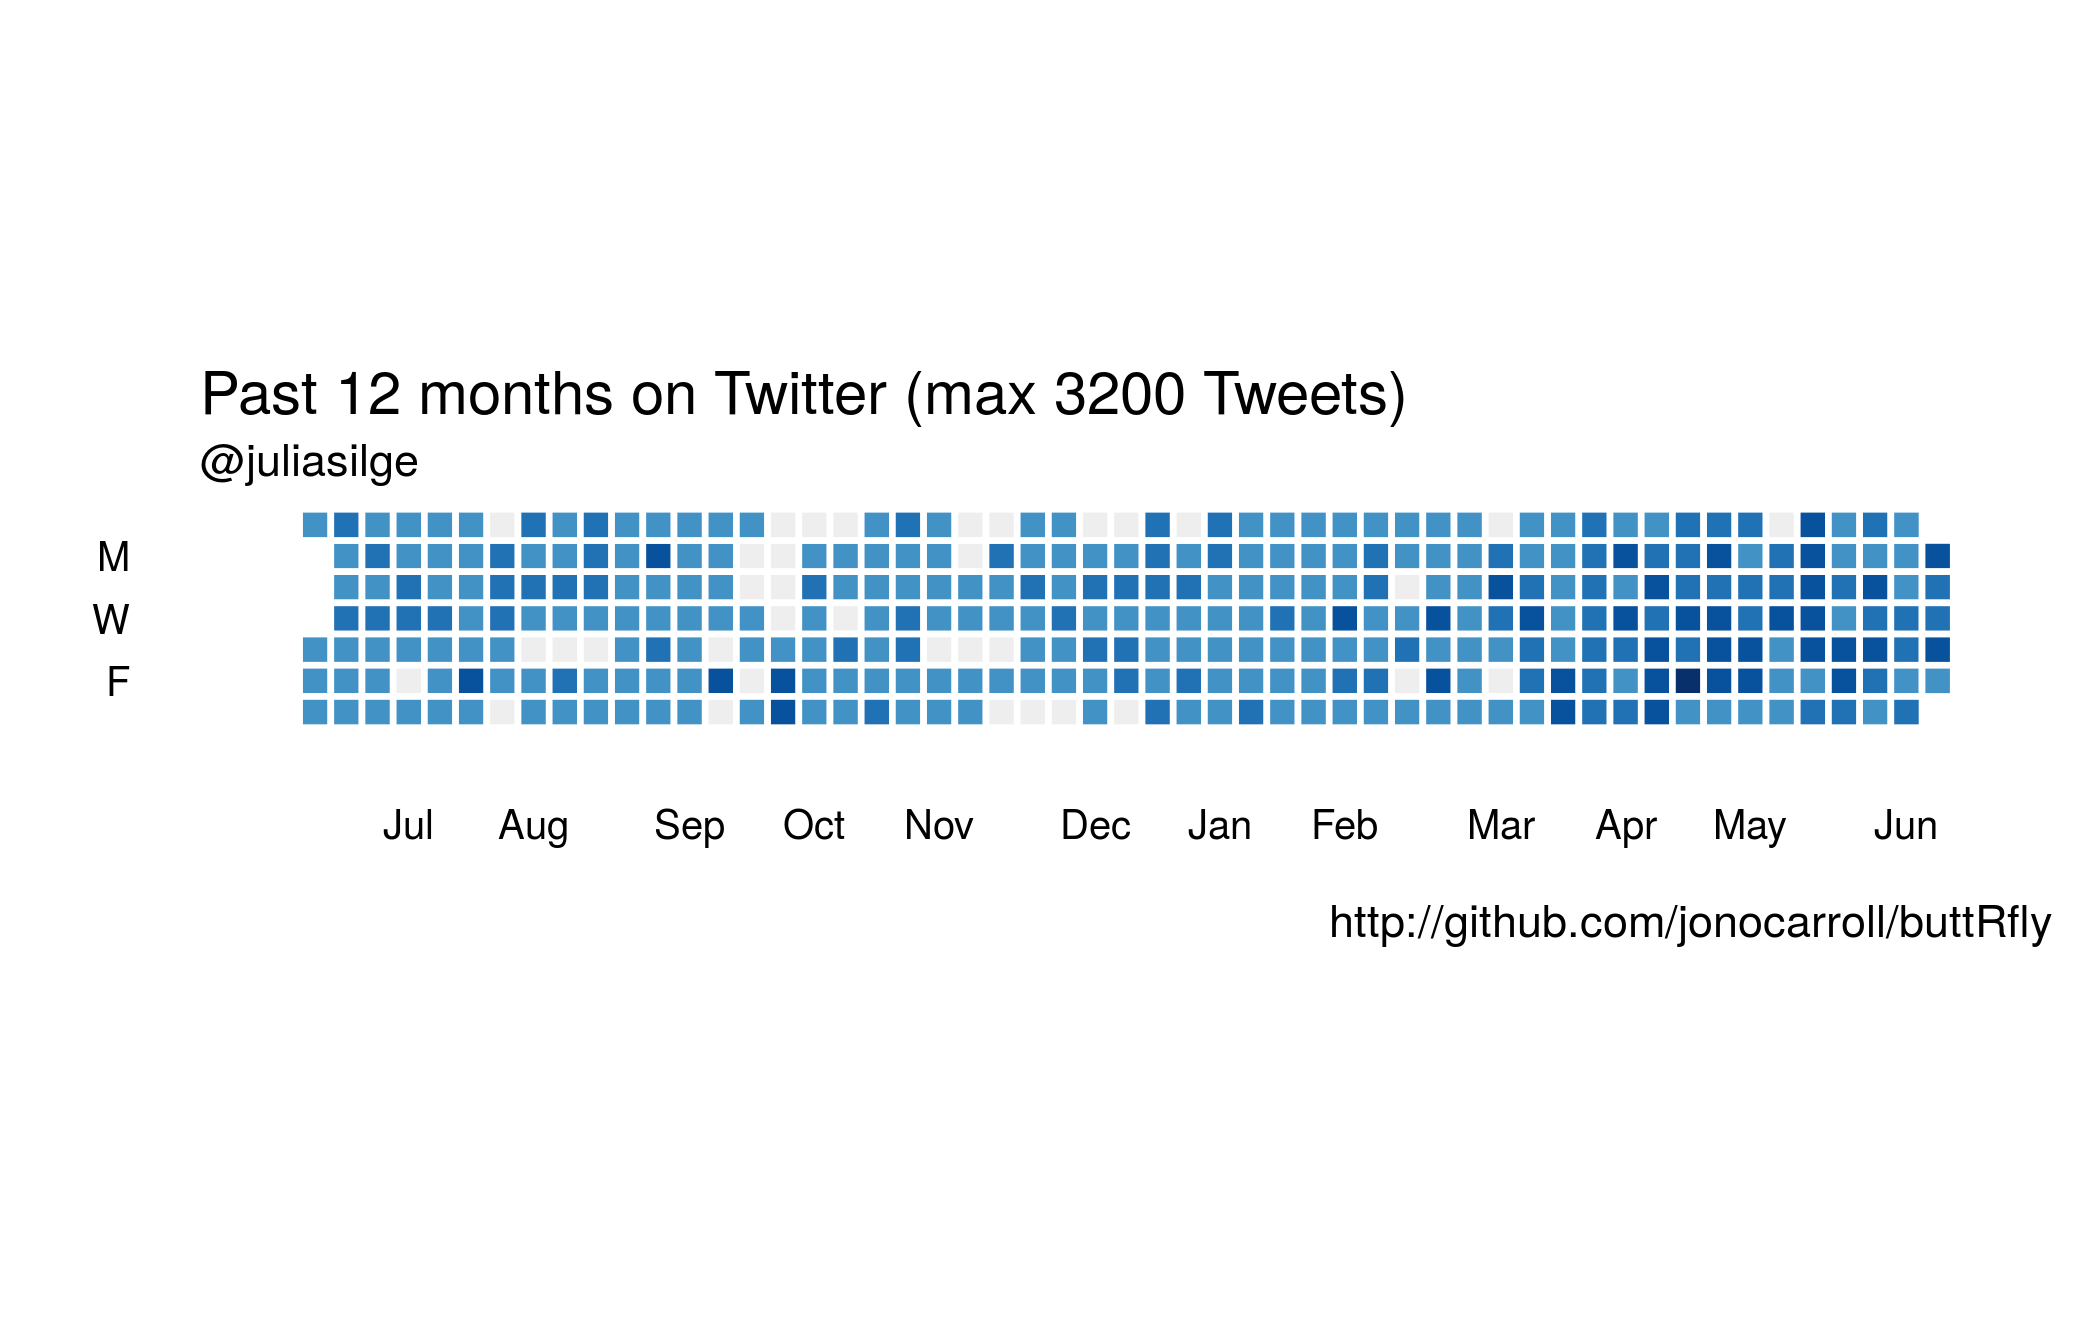 Past 12 months on Twitter (max 3200 Tweets)
@juliasilge
M
W
F
Jul Aug Sep Oct Nov Dec Jan Feb Mar Apr May Jun
http://github.com/jonocarroll/buttRfly